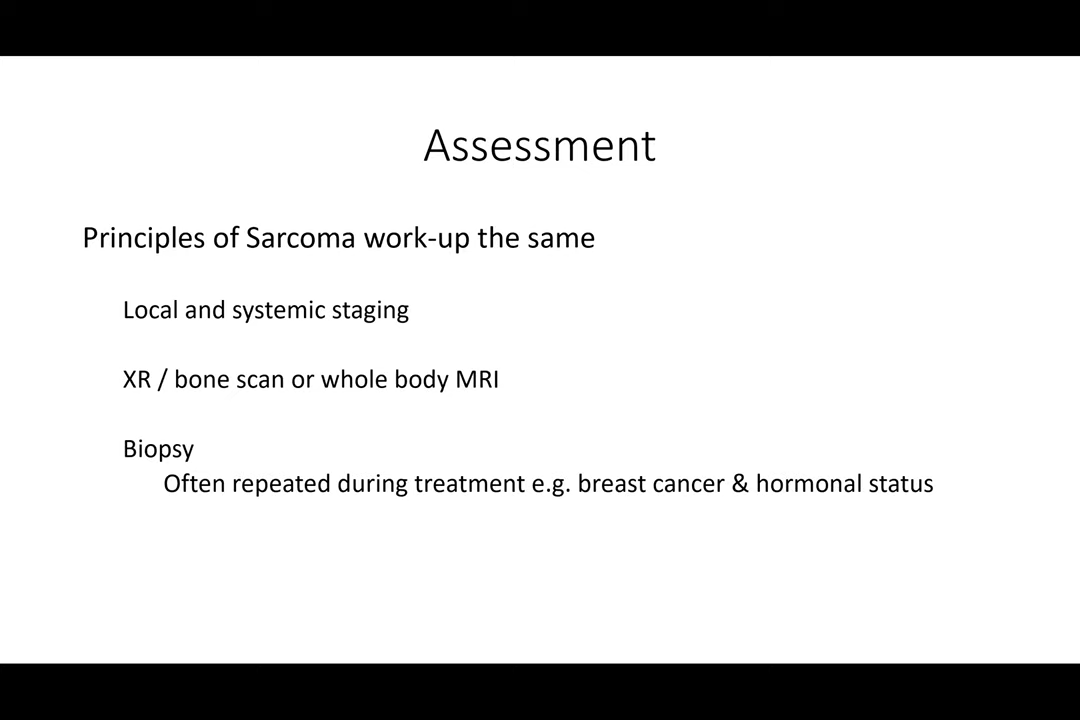 Assessment
Principles of Sarcoma work-up the same
Local and systemic staging
XR / bone scan or whole body MRI
Biopsy
Often repeated during treatment e.g. breast cancer & hormonal status